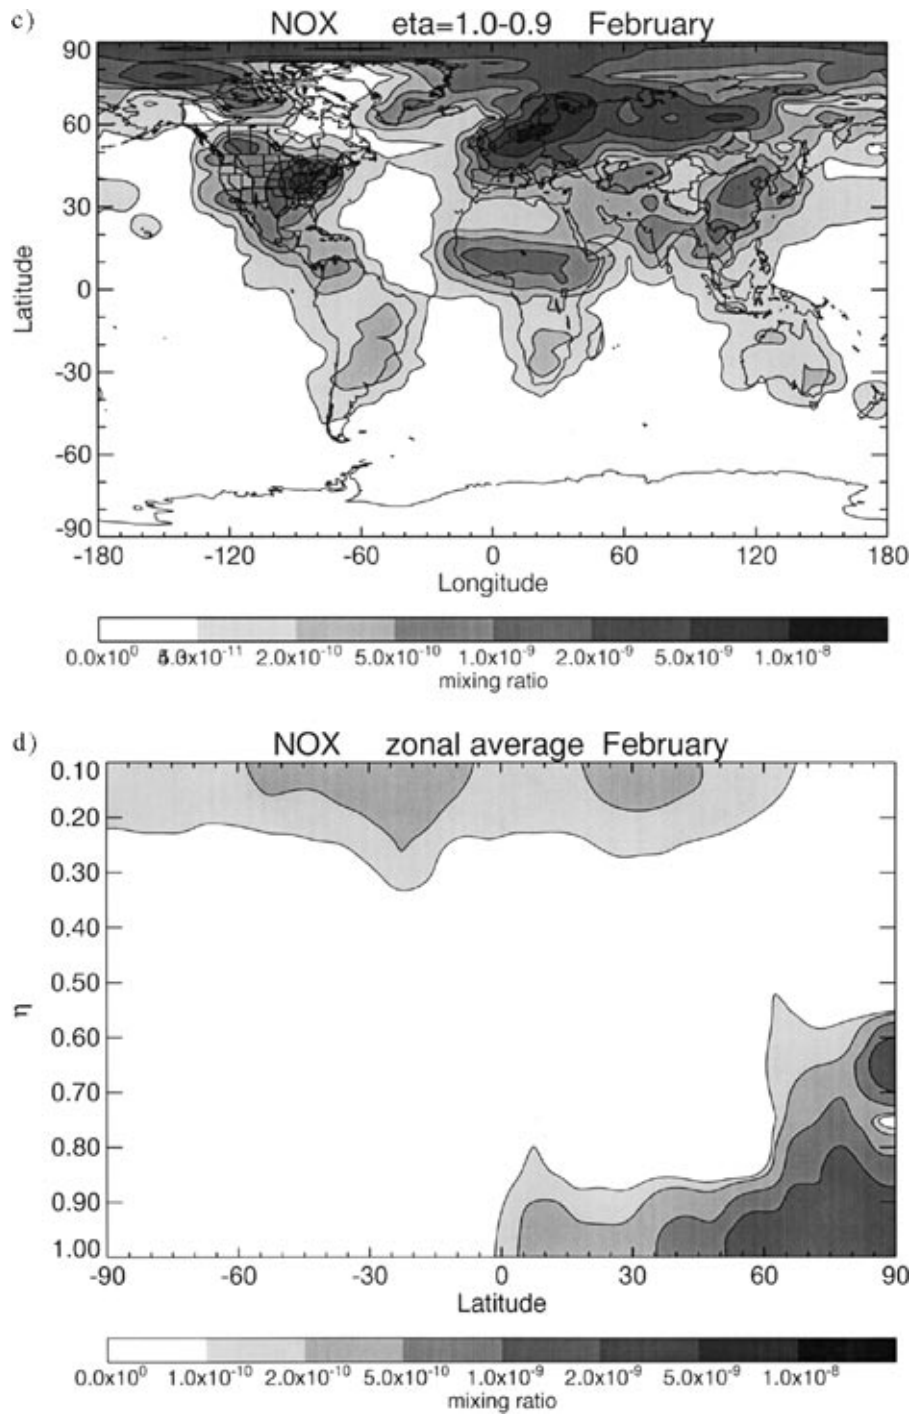 c) NOX eta=1.0-0.9 February
90
60
30
0
-30
-60
-90
Latitude
-180 -120 -60 0 60 120 180
Longitude
0.0x10⁰ x10⁻¹¹ 2.0x10⁻¹⁰ 5.0x10⁻¹⁰ 1.0x10⁻⁹ 2.0x10⁻⁹ 5.0x10⁻⁹ 1.0x10⁻⁸
mixing ratio
d) NOX zonal average February
0.10
0.20
0.30
0.40
0.50
0.60
0.70
0.80
0.90
1.00
η
-90 -60 -30 0 30 60 90
Latitude
0.0x10⁰ 1.0x10⁻¹⁰ 2.0x10⁻¹⁰ 5.0x10⁻¹⁰ 1.0x10⁻⁹ 2.0x10⁻⁹ 5.0x10⁻⁹ 1.0x10⁻⁸
mixing ratio